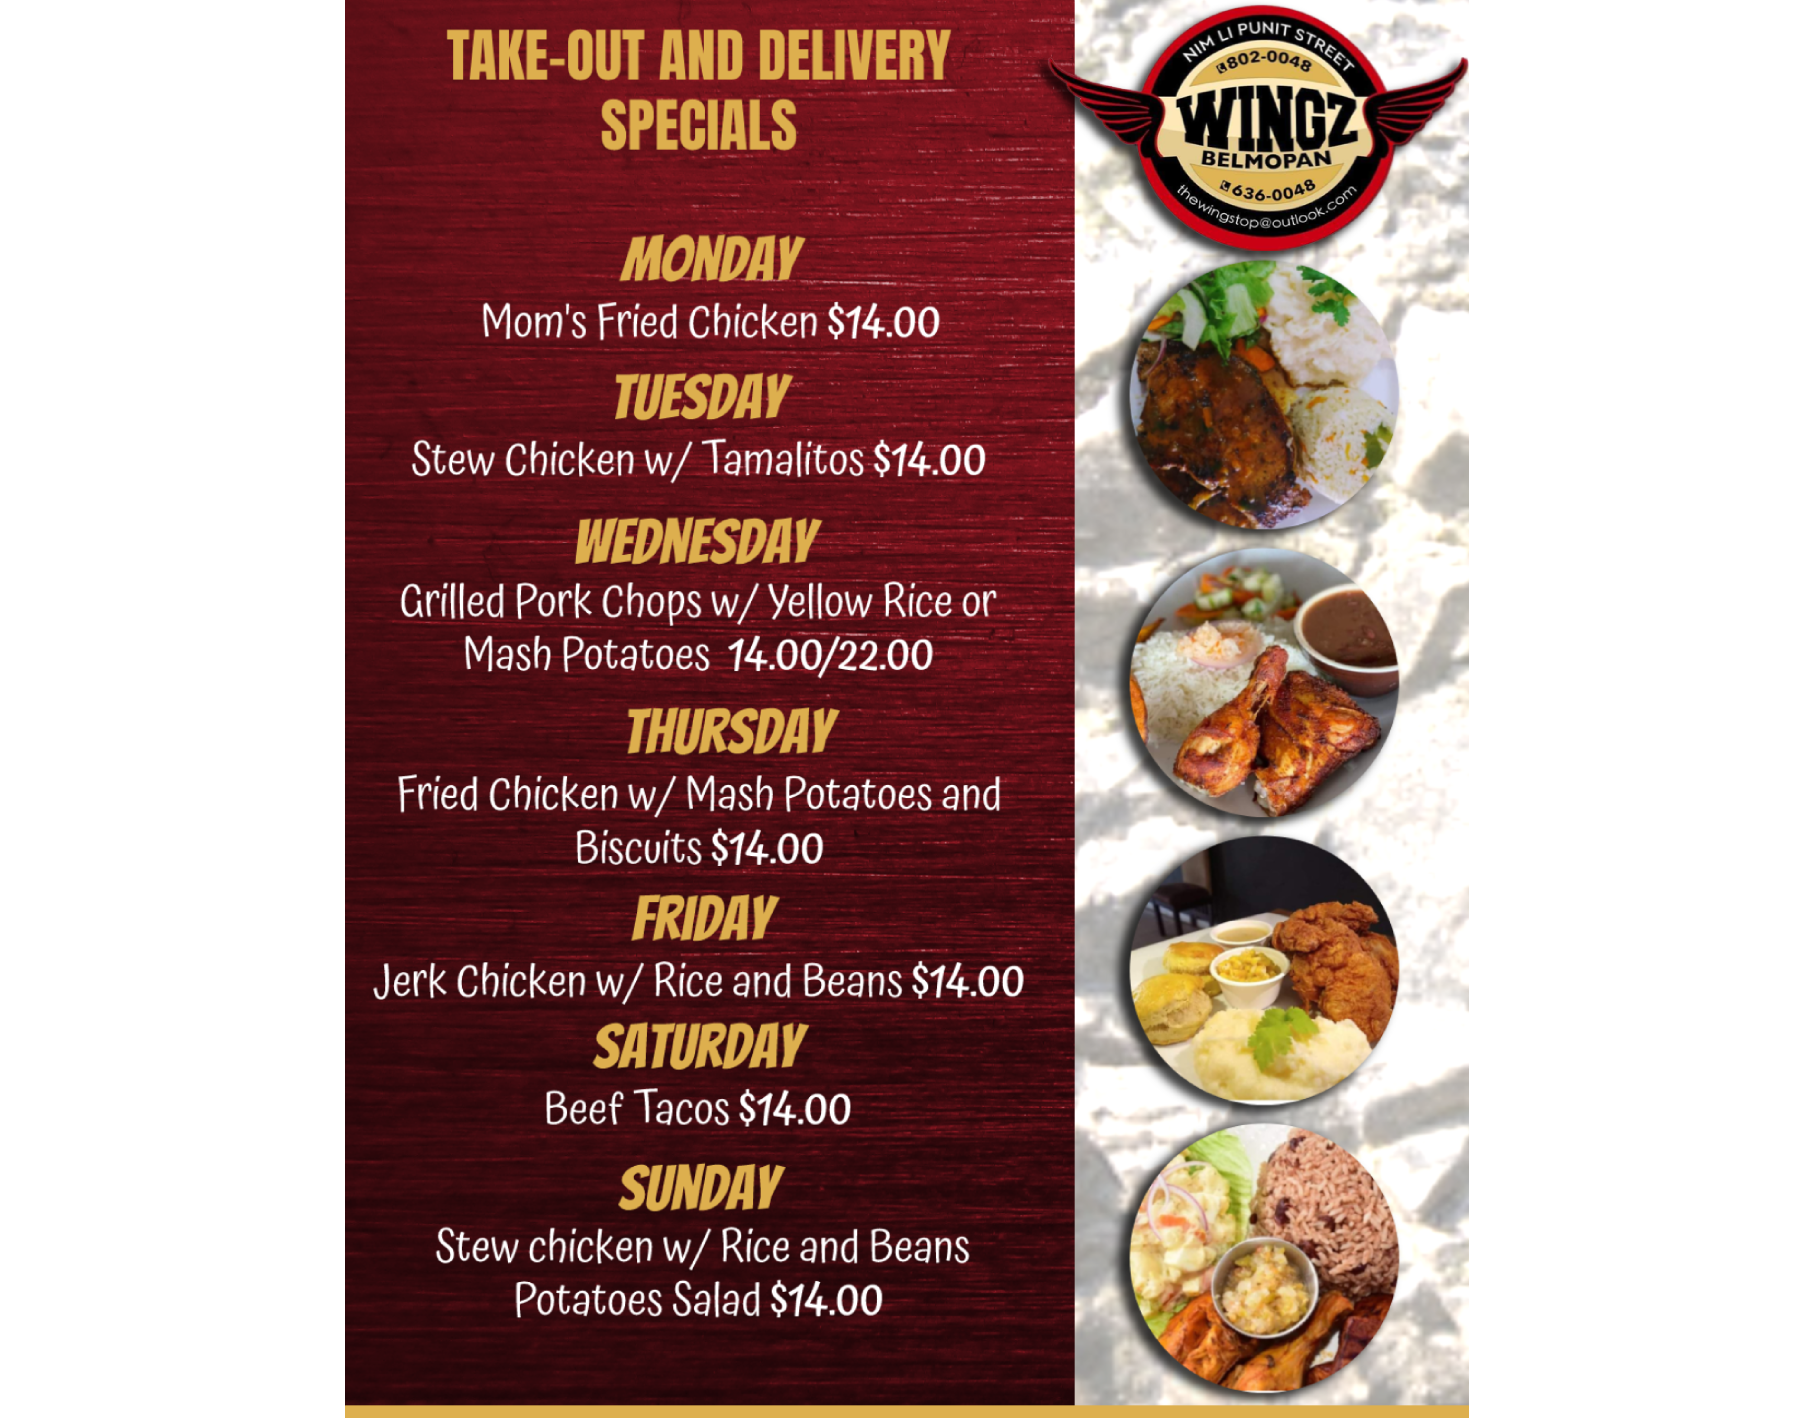 TAKE-OUT AND DELIVERY
SPECIALS
NIM LI PUNIT STREET
802-0048
WINGZ
BELMOPAN
636-0048
thewingstop@outlook.com
MONDAY
Mom's Fried Chicken $14.00
TUESDAY
Stew Chicken w/ Tamalitos $14.00
WEDNESDAY
Grilled Pork Chops w/ Yellow Rice or
Mash Potatoes 14.00/22.00
THURSDAY
Fried Chicken w/ Mash Potatoes and
Biscuits $14.00
FRIDAY
Jerk Chicken w/ Rice and Beans $14.00
SATURDAY
Beef Tacos $14.00
SUNDAY
Stew chicken w/ Rice and Beans
Potatoes Salad $14.00